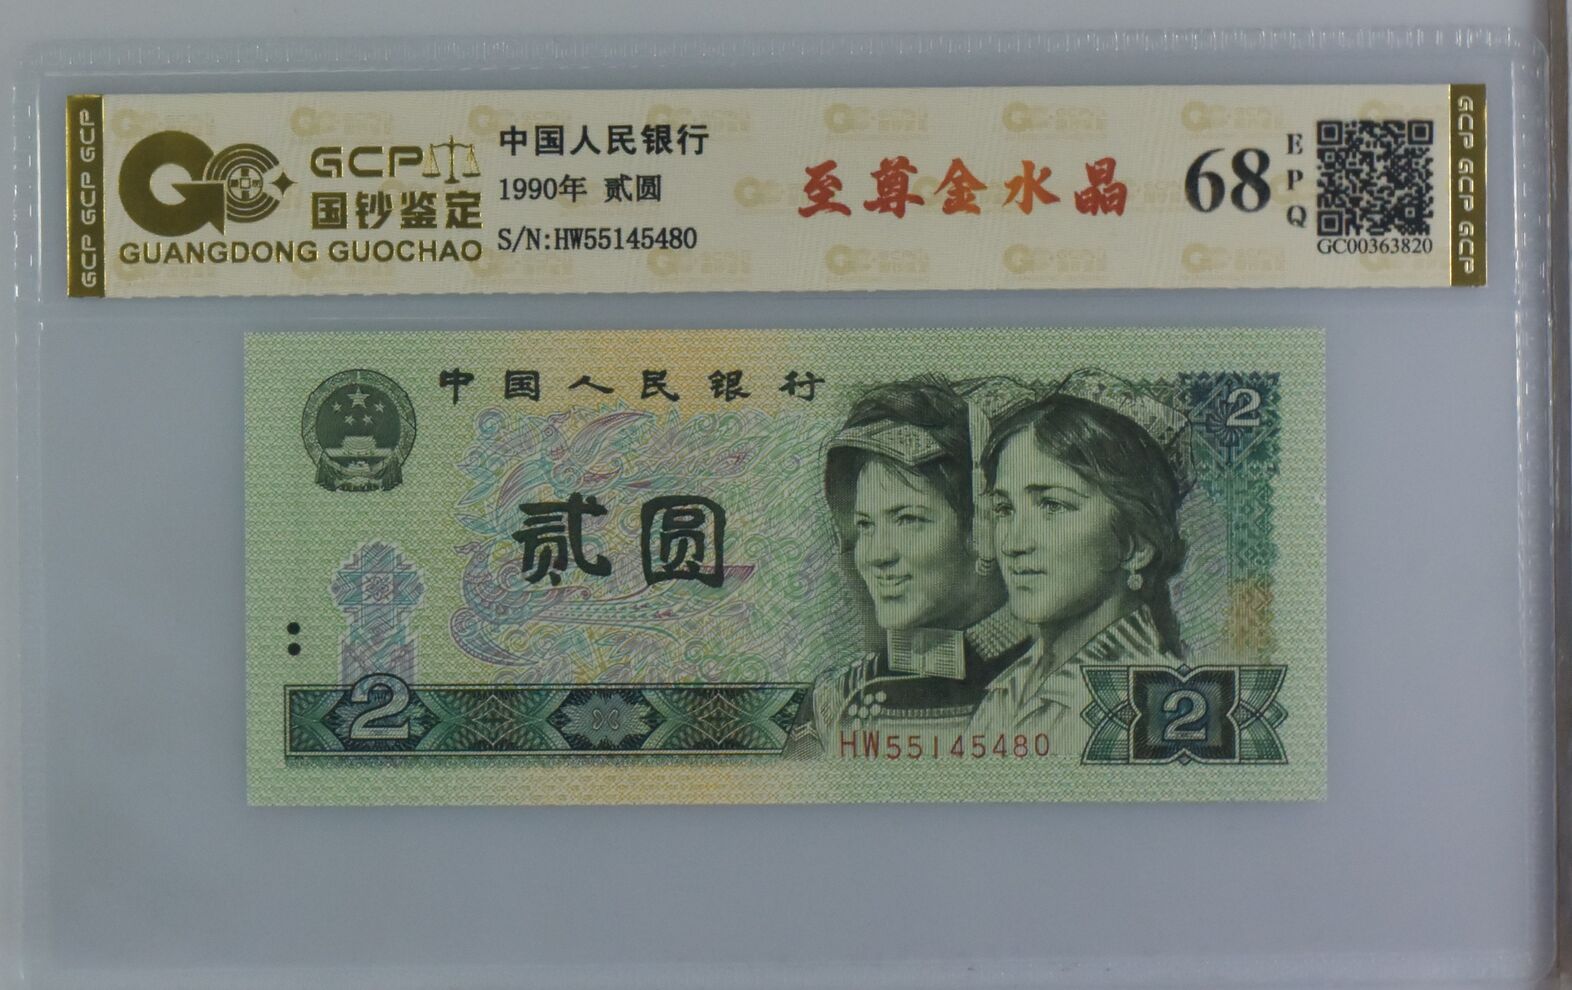 GCP GCP GCP
GCP
国钞鉴定
GUANGDONG GUOCHAO
中国人民银行
1990年 贰圆
S/N:HW55145480
至尊金水晶
68
EPQ
GC00363820
GCP GCP GCP
中国人民银行
2
贰圆
2
HW55145480
2